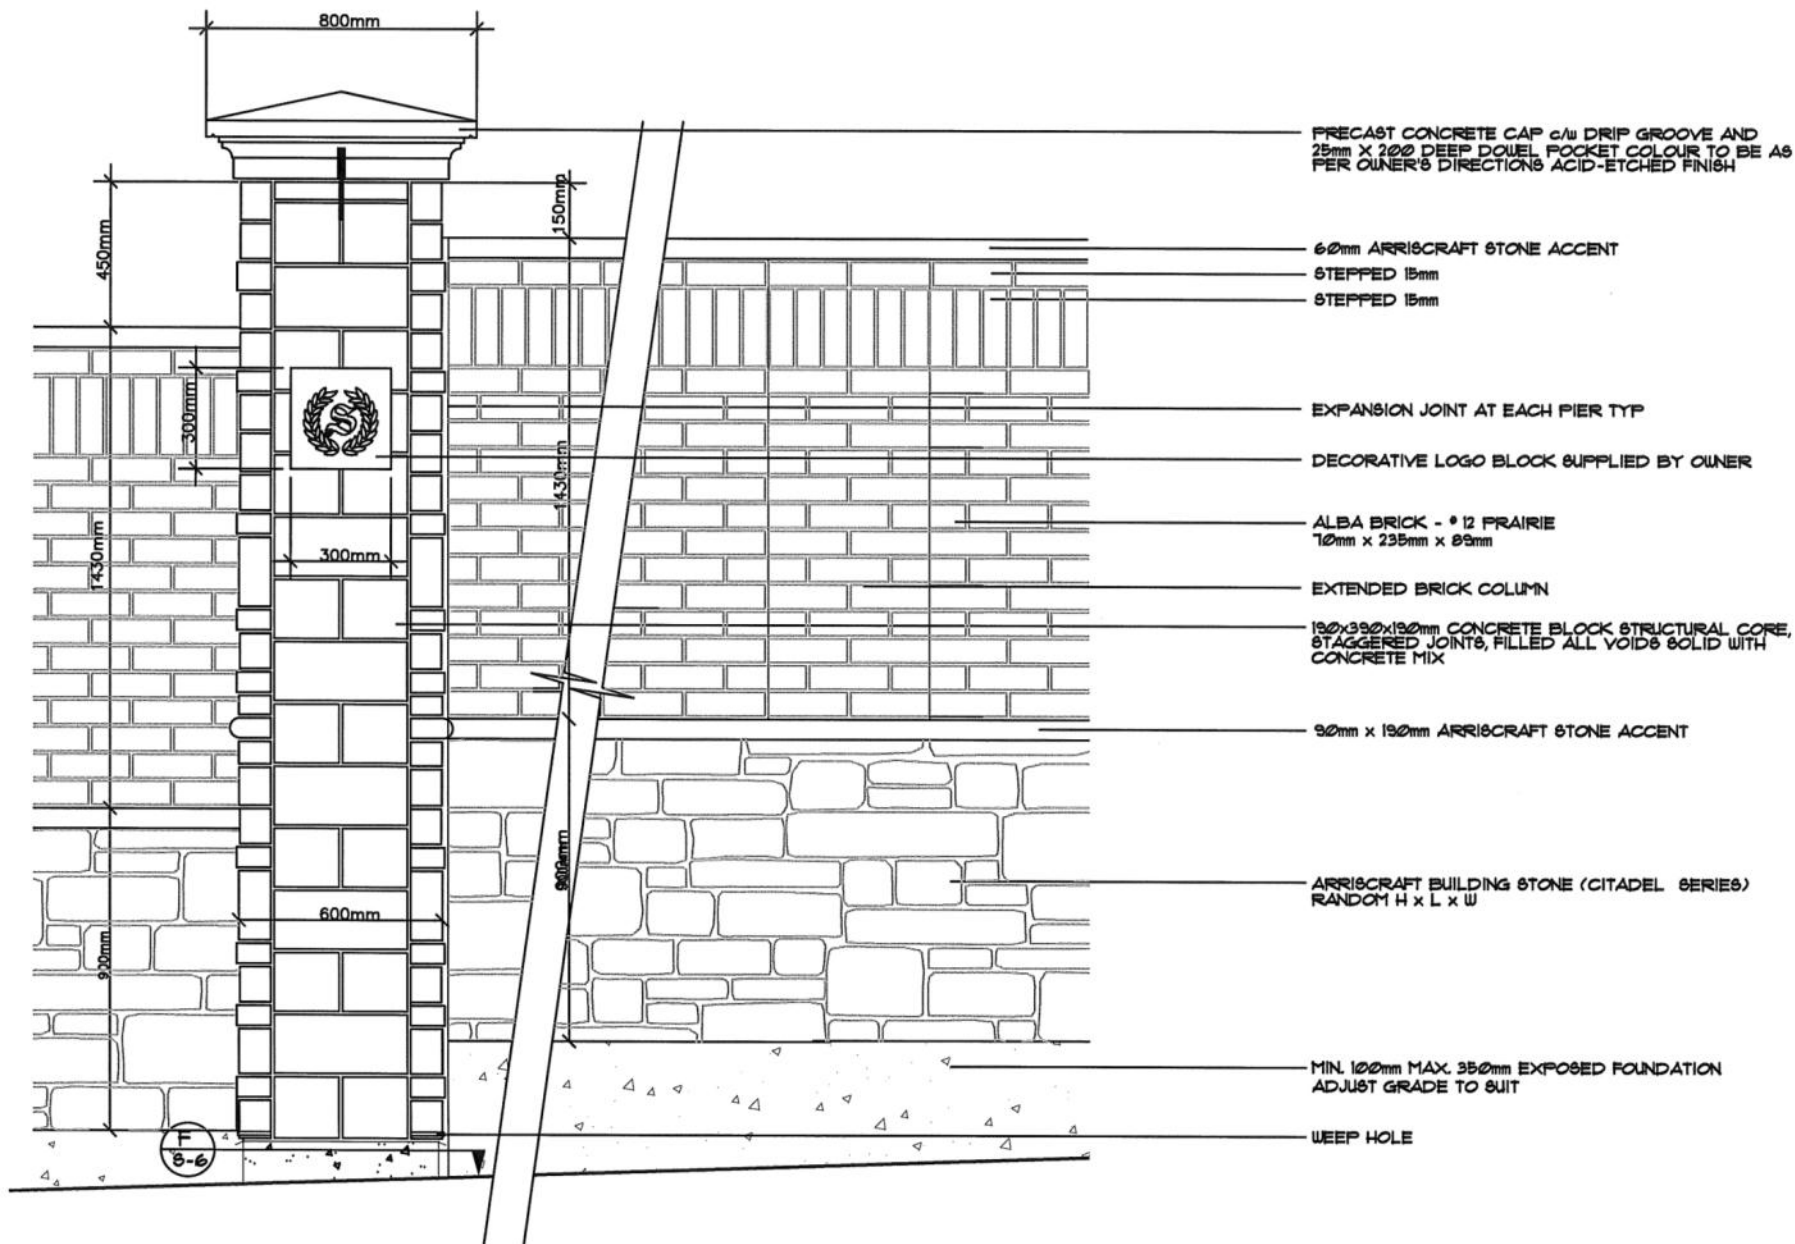 800mm
PRECAST CONCRETE CAP c/w DRIP GROOVE AND
25mm X 200 DEEP DOWEL POCKET COLOUR TO BE AS
PER OWNER'S DIRECTIONS ACID-ETCHED FINISH
450mm
150mm
60mm ARRISCRAFT STONE ACCENT
STEPPED 15mm
STEPPED 15mm
300mm
EXPANSION JOINT AT EACH PIER TYP
DECORATIVE LOGO BLOCK SUPPLIED BY OWNER
1430mm
1430mm
300mm
ALBA BRICK - # 12 PRAIRIE
70mm x 235mm x 89mm
EXTENDED BRICK COLUMN
190x390x190mm CONCRETE BLOCK STRUCTURAL CORE,
STAGGERED JOINTS, FILLED ALL VOIDS SOLID WITH
CONCRETE MIX
90mm x 190mm ARRISCRAFT STONE ACCENT
900mm
ARRISCRAFT BUILDING STONE (CITADEL SERIES)
RANDOM H x L x W
600mm
900mm
MIN. 100mm MAX. 350mm EXPOSED FOUNDATION
ADJUST GRADE TO SUIT
WEEP HOLE
F
S-6